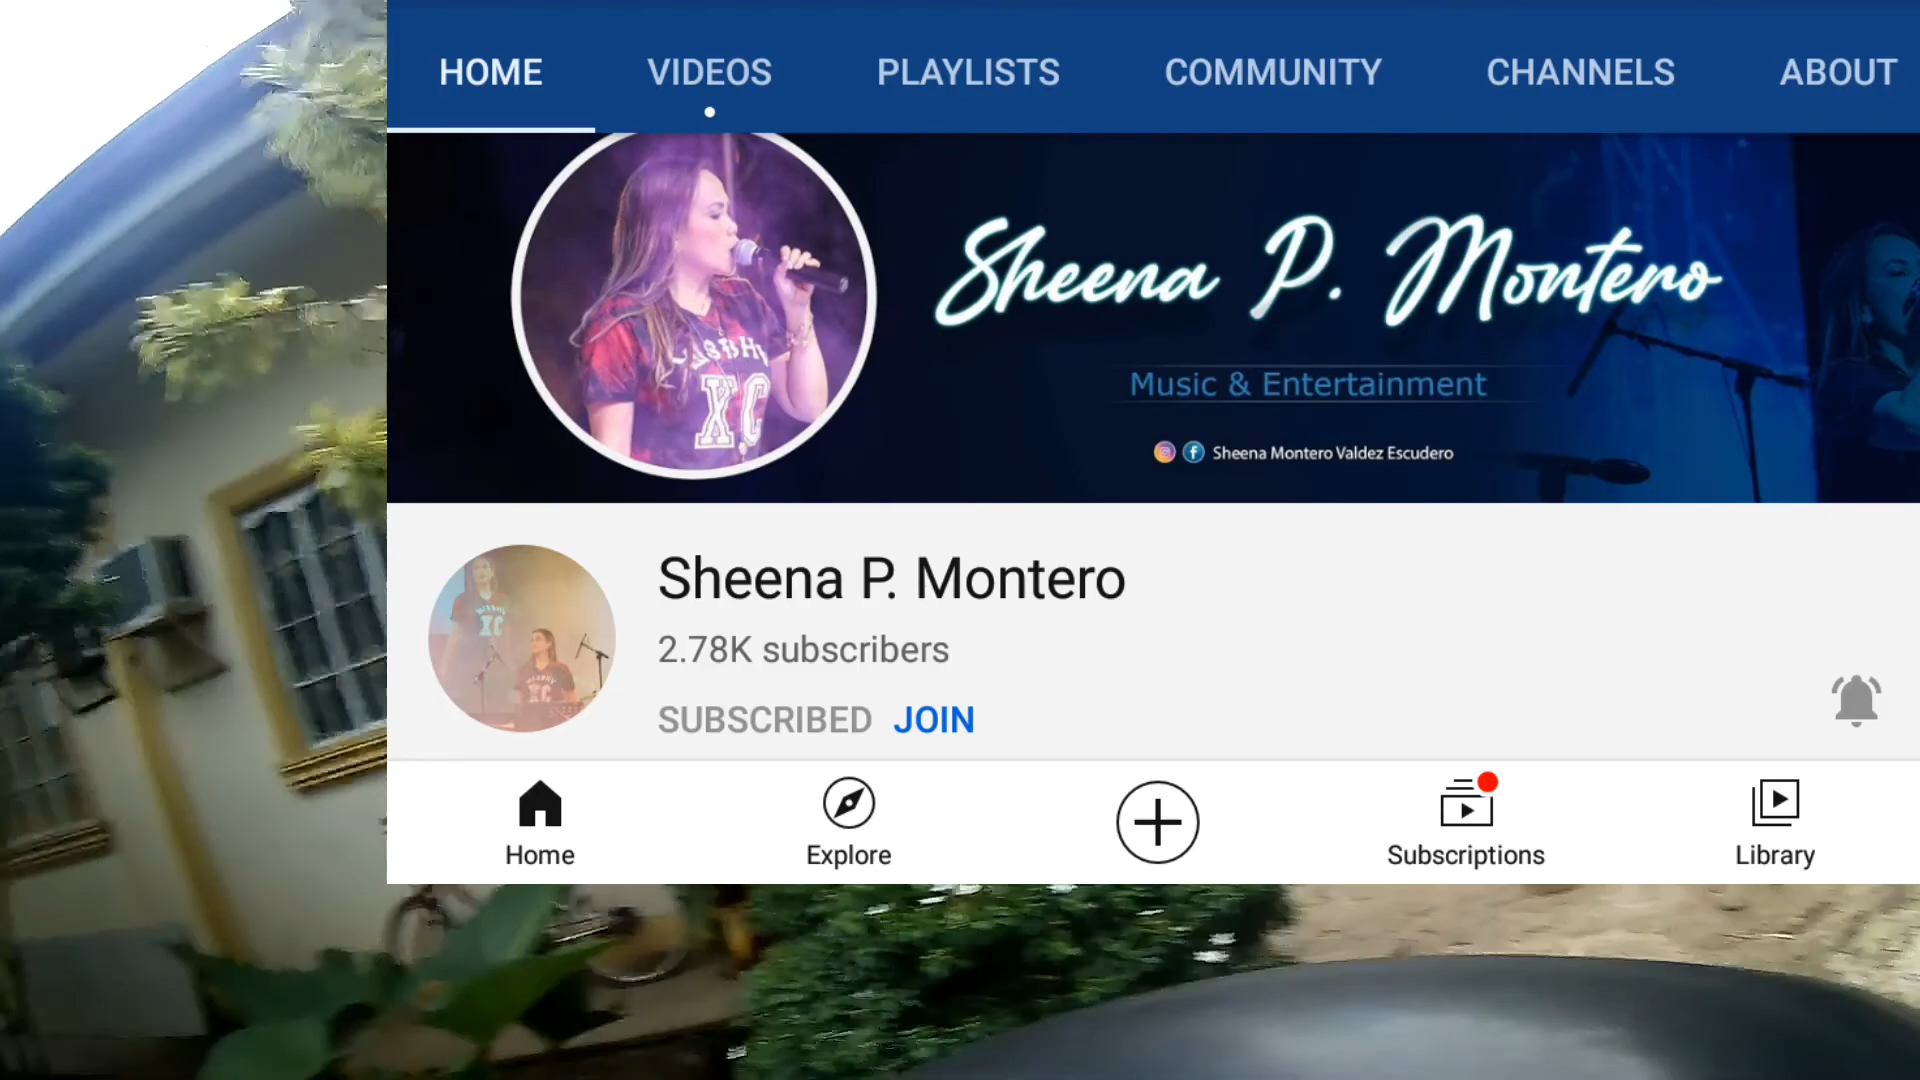 HOME VIDEOS PLAYLISTS COMMUNITY CHANNELS ABOUT
Sheena P. Montero
Music & Entertainment
Sheena Montero Valdez Escudero
XC
Sheena P. Montero
2.78K subscribers
SUBSCRIBED JOIN
Home Explore Subscriptions Library